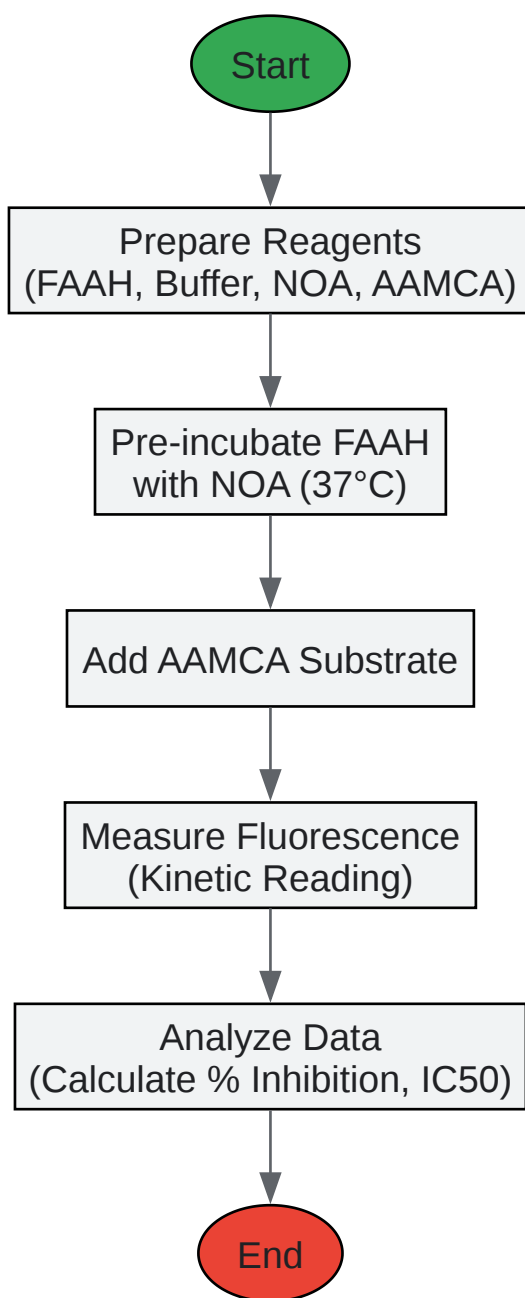 Start
Prepare Reagents
(FAAH, Buffer, NOA, AAMCA)
Pre-incubate FAAH
with NOA (37°C)
Add AAMCA Substrate
Measure Fluorescence
(Kinetic Reading)
Analyze Data
(Calculate % Inhibition, IC50)
End